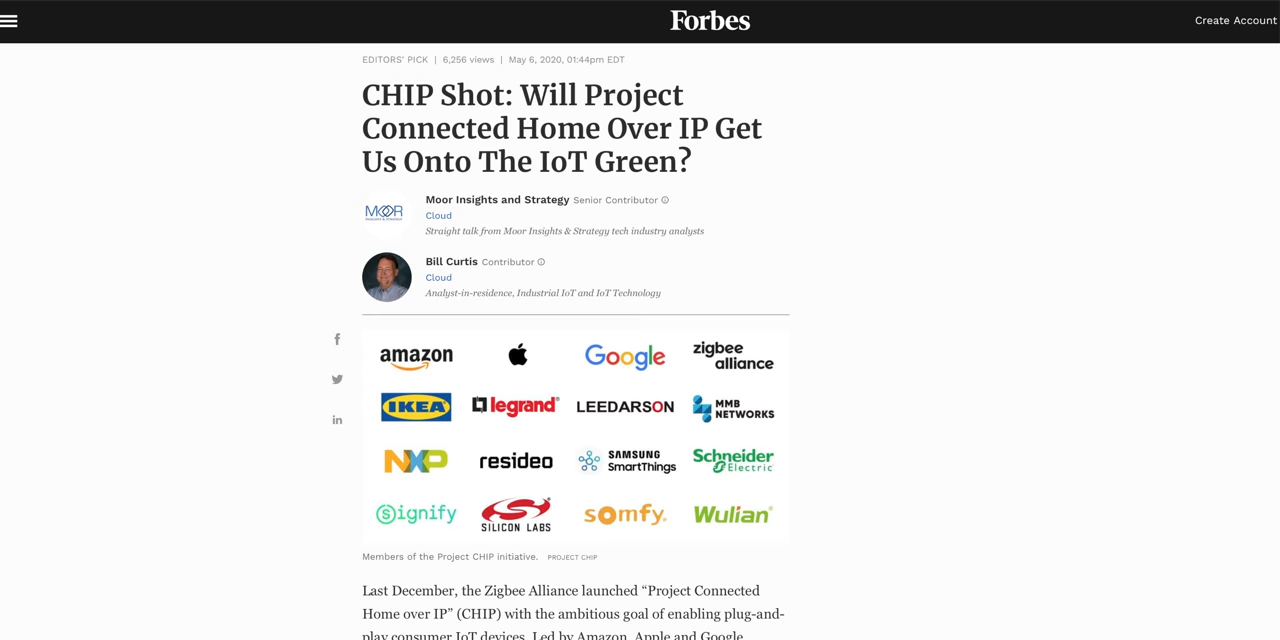 Forbes
Create Account
EDITORS' PICK | 6,256 views | May 6, 2020, 01:44pm EDT
CHIP Shot: Will Project
Connected Home Over IP Get
Us Onto The IoT Green?
MOOR
INSIGHTS & STRATEGY
Moor Insights and Strategy Senior Contributor
Cloud
Straight talk from Moor Insights & Strategy tech industry analysts
Bill Curtis Contributor
Cloud
Analyst-in-residence, Industrial IoT and IoT Technology
f
in
amazon
Google
zigbee
alliance
IKEA
legrand®
LEEDARSON
MMB
NETWORKS
NXP
resideo
SAMSUNG
SmartThings
Schneider
Electric
Signify
SILICON LABS
somfy.
Wulian
Members of the Project CHIP initiative. PROJECT CHIP
Last December, the Zigbee Alliance launched “Project Connected
Home over IP” (CHIP) with the ambitious goal of enabling plug-and-
play consumer IoT devices. Led by Amazon, Apple and Google,